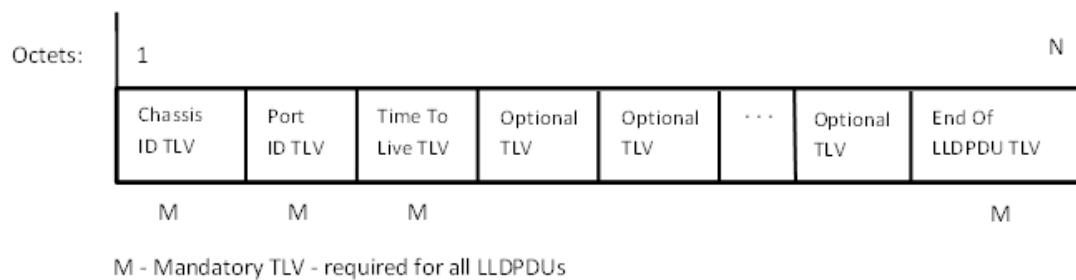 Octets: 1 N
Chassis ID TLV
Port ID TLV
Time To Live TLV
Optional TLV
Optional TLV
...
Optional TLV
End Of LLDPDU TLV
M M M M
M - Mandatory TLV - required for all LLDPDUs